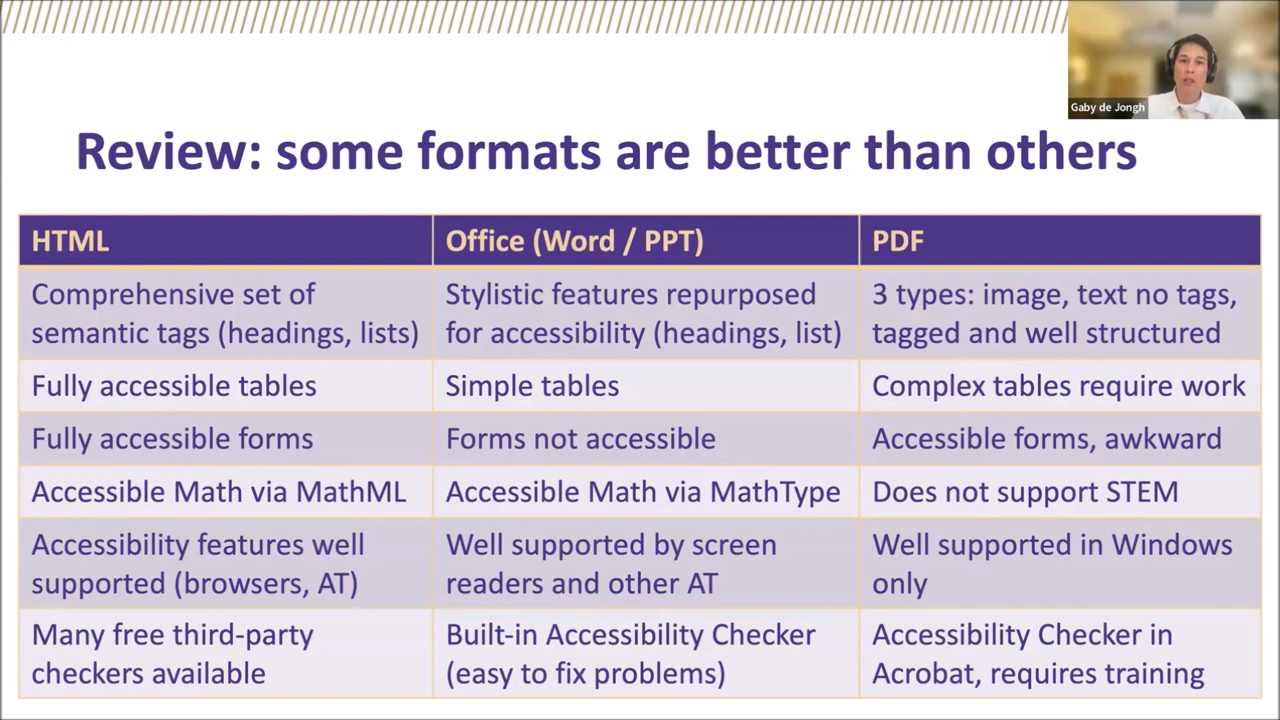 Gaby de Jongh
Review: some formats are better than others
HTML
Office (Word / PPT)
PDF
Comprehensive set of
semantic tags (headings, lists)
Stylistic features repurposed
for accessibility (headings, list)
3 types: image, text no tags,
tagged and well structured
Fully accessible tables
Simple tables
Complex tables require work
Fully accessible forms
Forms not accessible
Accessible forms, awkward
Accessible Math via MathML
Accessible Math via MathType
Does not support STEM
Accessibility features well
supported (browsers, AT)
Well supported by screen
readers and other AT
Well supported in Windows
only
Many free third-party
checkers available
Built-in Accessibility Checker
(easy to fix problems)
Accessibility Checker in
Acrobat, requires training